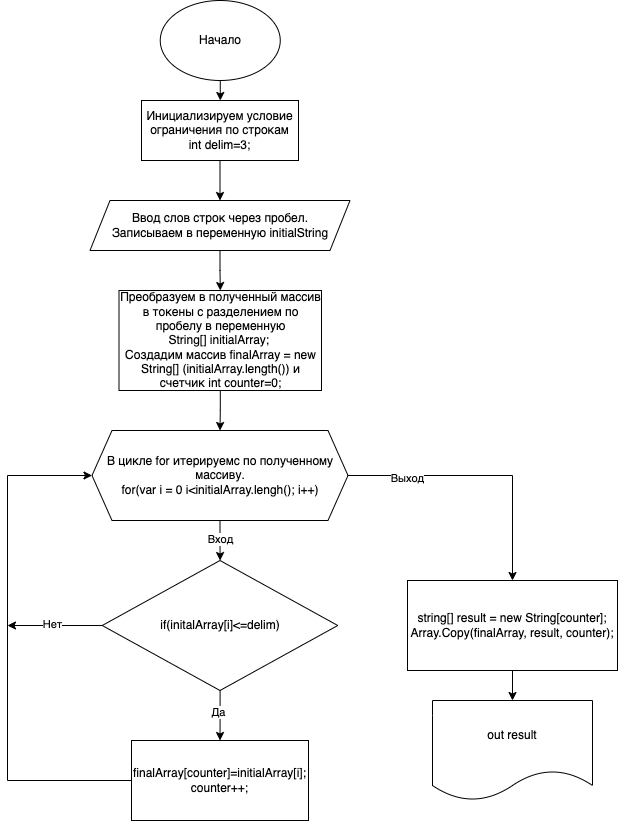 Начало
Инициализируем условие
ограничения по строкам
int delim=3;
Ввод слов строк через пробел.
Записываем в переменную initialString
Преобразуем в полученный массив
в токены с разделением по
пробелу в переменную
String[] initialArray;
Создадим массив finalArray = new
String[] (initialArray.length()) и
счетчик int counter=0;
В цикле for итерируемс по полученному
массиву.
for(var i = 0 i<initialArray.lengh(); i++)
Выход
Вход
if(initalArray[i]<=delim)
Нет
Да
finalArray[counter]=initialArray[i];
counter++;
string[] result = new String[counter];
Array.Copy(finalArray, result, counter);
out result